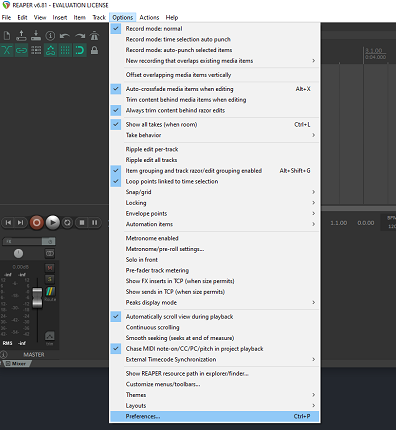 REAPER v6.81 - EVALUATION LICENSE
File Edit View Insert Item Track Options Actions Help
Record mode: normal
Record mode: time selection auto punch
Record mode: auto-punch selected items
New recording that overlaps existing media items
Offset overlapping media items vertically
Auto-crossfade media items when editing Alt+X
Trim content behind media items when editing
Always trim content behind razor edits
Show all takes (when room) Ctrl+L
Take behavior
Ripple edit per-track
Ripple edit all tracks
Item grouping and track razor/edit grouping enabled Alt+Shift+G
Loop points linked to time selection
Snap/grid
Locking
Envelope points
Automation items
Metronome enabled
Metronome/pre-roll settings...
Solo in front
Pre-fader track metering
Show FX inserts in TCP (when size permits)
Show sends in TCP (when size permits)
Peaks display mode
Automatically scroll view during playback
Continuous scrolling
Smooth seeking (seeks at end of measure)
Chase MIDI note-on/CC/PC/pitch in project playback
External Timecode Synchronization
Show REAPER resource path in explorer/finder...
Customize menus/toolbars...
Themes
Layouts
Preferences... Ctrl+P
3.1.00
0:04.000
1.1.00 0:00.00
BPM
0.00dB
-inf -inf
RMS -inf
MASTER
Mixer